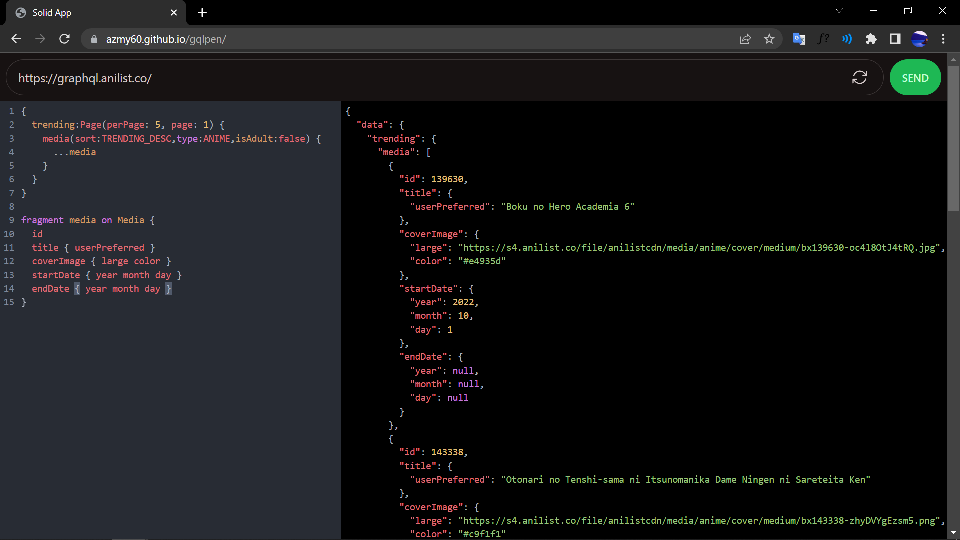 Solid App
azmy60.github.io/gqlpen/
https://graphql.anilist.co/
SEND
1 {
2 trending:Page(perPage: 5, page: 1) {
3 media(sort:TRENDING_DESC,type:ANIME,isAdult:false) {
4 ...media
5 }
6 }
7 }
8
9 fragment media on Media {
10 id
11 title { userPreferred }
12 coverImage { large color }
13 startDate { year month day }
14 endDate { year month day }
15 }
{
"data": {
"trending": {
"media": [
{
"id": 139630,
"title": {
"userPreferred": "Boku no Hero Academia 6"
},
"coverImage": {
"large": "https://s4.anilist.co/file/anilistcdn/media/anime/cover/medium/bx139630-oc4l8OtJ4tRQ.jpg",
"color": "#e4935d"
},
"startDate": {
"year": 2022,
"month": 10,
"day": 1
},
"endDate": {
"year": null,
"month": null,
"day": null
}
},
{
"id": 143338,
"title": {
"userPreferred": "Otonari no Tenshi-sama ni Itsunomanika Dame Ningen ni Sareteita Ken"
},
"coverImage": {
"large": "https://s4.anilist.co/file/anilistcdn/media/anime/cover/medium/bx143338-zhyDVYgEzsm5.png",
"color": "#c9f1f1"